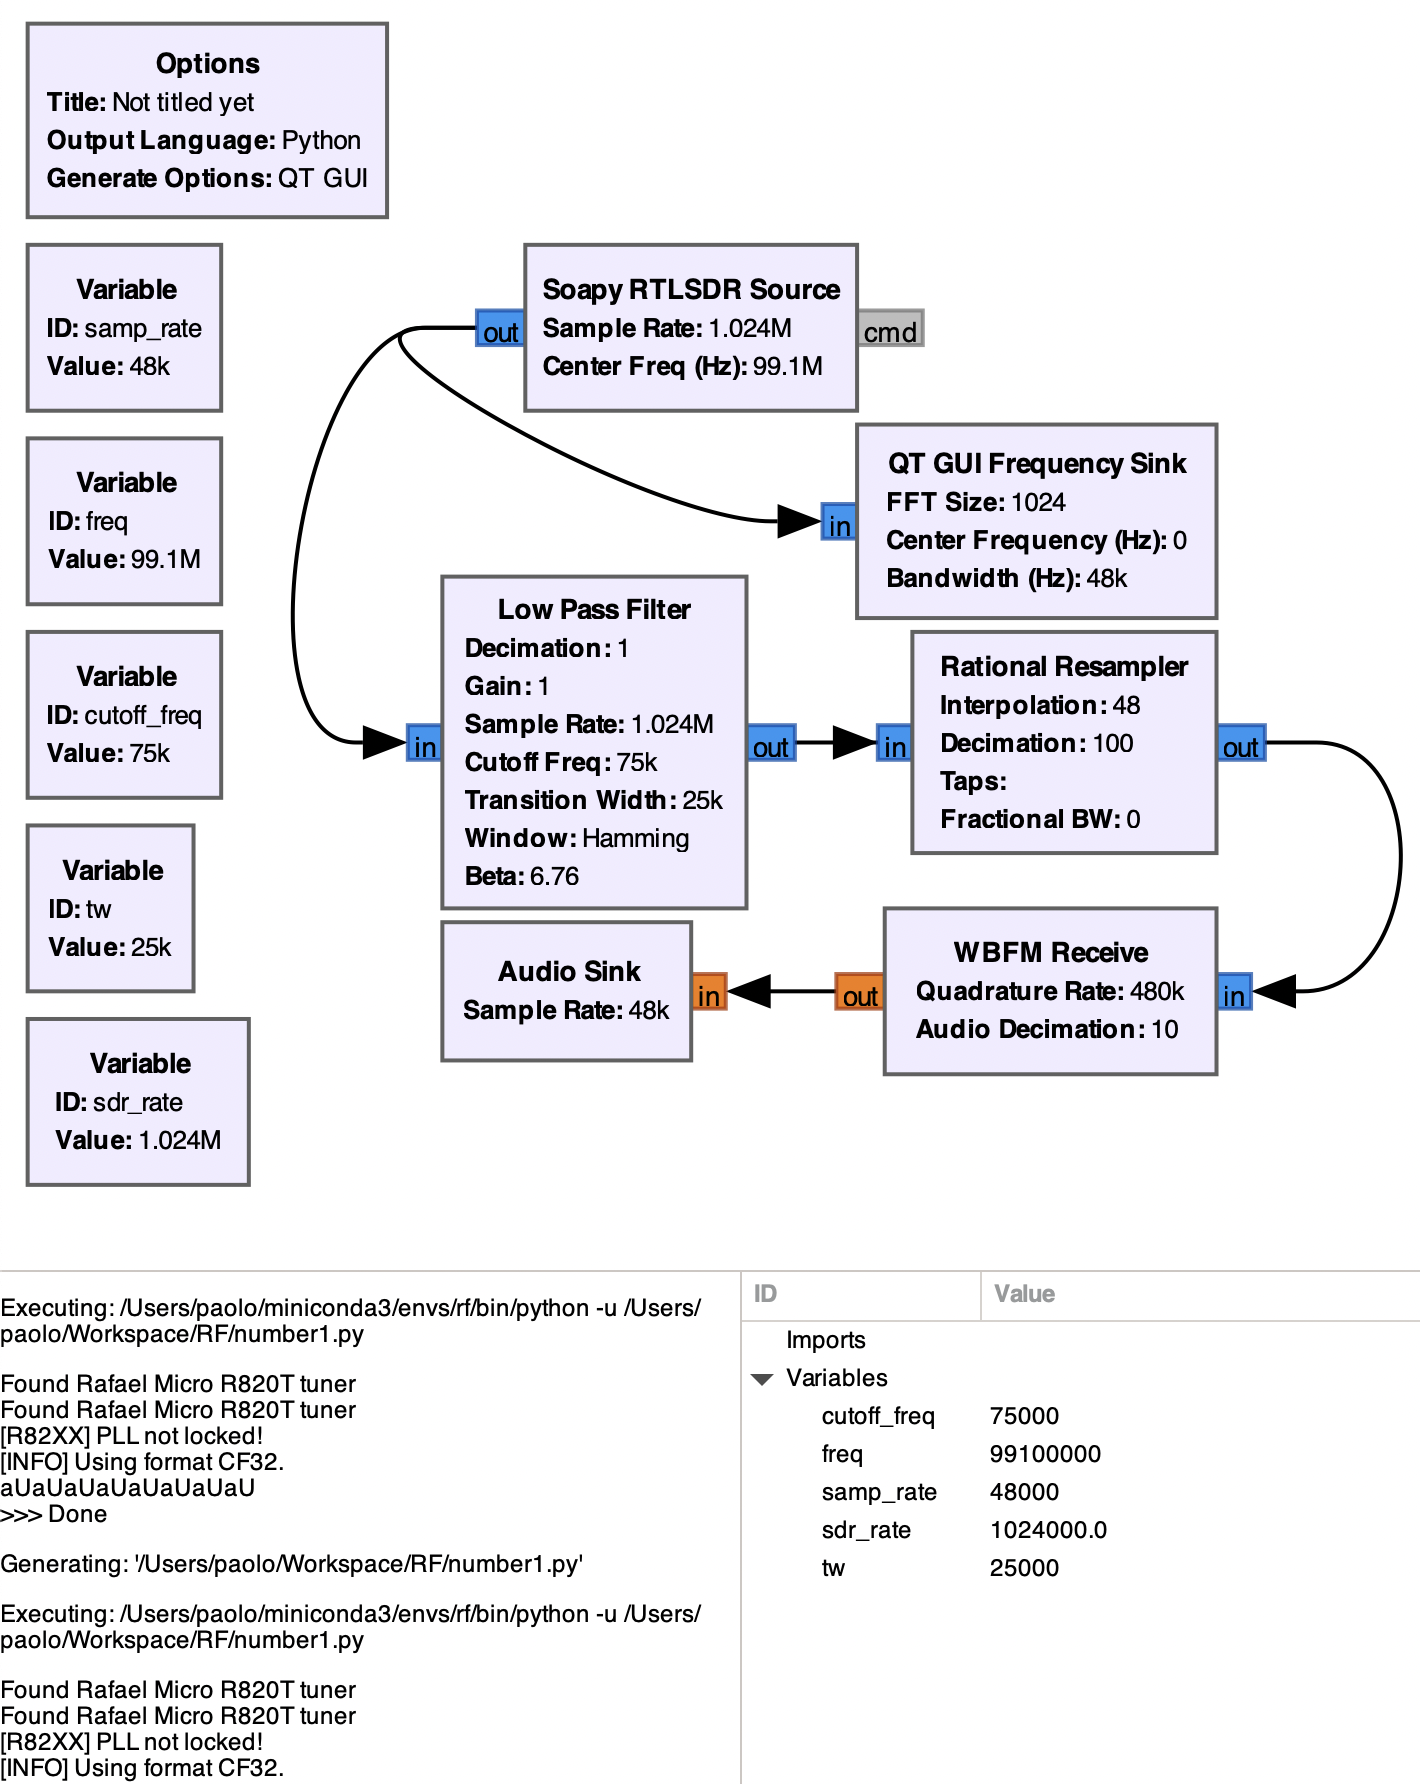 Options
Title: Not titled yet
Output Language: Python
Generate Options: QT GUI
Variable
ID: samp_rate
Value: 48k
Variable
ID: freq
Value: 99.1M
Variable
ID: cutoff_freq
Value: 75k
Variable
ID: tw
Value: 25k
Variable
ID: sdr_rate
Value: 1.024M
Soapy RTLSDR Source
Sample Rate: 1.024M
Center Freq (Hz): 99.1M
out
cmd
QT GUI Frequency Sink
FFT Size: 1024
Center Frequency (Hz): 0
Bandwidth (Hz): 48k
in
Low Pass Filter
Decimation: 1
Gain: 1
Sample Rate: 1.024M
Cutoff Freq: 75k
Transition Width: 25k
Window: Hamming
Beta: 6.76
in
out
Rational Resampler
Interpolation: 48
Decimation: 100
Taps:
Fractional BW: 0
in
out
WBFM Receive
Quadrature Rate: 480k
Audio Decimation: 10
in
out
Audio Sink
Sample Rate: 48k
in
Executing: /Users/paolo/miniconda3/envs/rf/bin/python -u /Users/
paolo/Workspace/RF/number1.py
Found Rafael Micro R820T tuner
Found Rafael Micro R820T tuner
[R82XX] PLL not locked!
[INFO] Using format CF32.
aUaUaUaUaUaUaUaU
>>> Done
Generating: '/Users/paolo/Workspace/RF/number1.py'
Executing: /Users/paolo/miniconda3/envs/rf/bin/python -u /Users/
paolo/Workspace/RF/number1.py
Found Rafael Micro R820T tuner
Found Rafael Micro R820T tuner
[R82XX] PLL not locked!
[INFO] Using format CF32.
ID Value
Imports
Variables
cutoff_freq 75000
freq 99100000
samp_rate 48000
sdr_rate 1024000.0
tw 25000